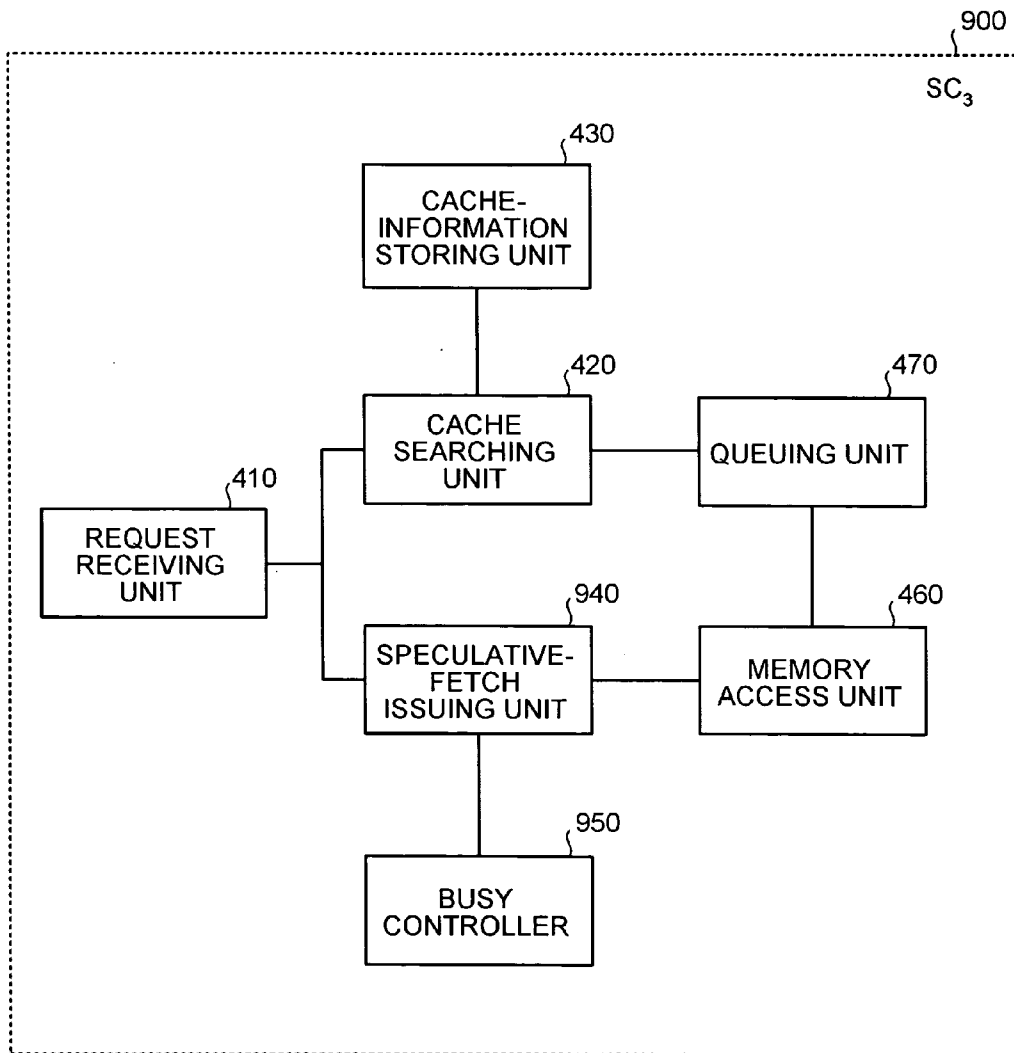 900
SC₃
430
CACHE-
INFORMATION
STORING UNIT
420
CACHE
SEARCHING
UNIT
470
QUEUING UNIT
410
REQUEST
RECEIVING
UNIT
940
SPECULATIVE-
FETCH
ISSUING UNIT
460
MEMORY
ACCESS UNIT
950
BUSY
CONTROLLER